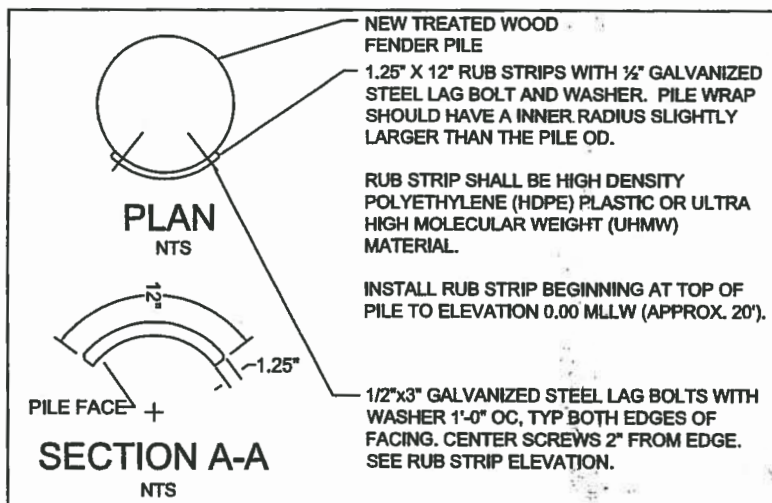 NEW TREATED WOOD
FENDER PILE
1.25" X 12" RUB STRIPS WITH ½" GALVANIZED
STEEL LAG BOLT AND WASHER. PILE WRAP
SHOULD HAVE A INNER RADIUS SLIGHTLY
LARGER THAN THE PILE OD.
RUB STRIP SHALL BE HIGH DENSITY
POLYETHYLENE (HDPE) PLASTIC OR ULTRA
HIGH MOLECULAR WEIGHT (UHMW)
MATERIAL.
INSTALL RUB STRIP BEGINNING AT TOP OF
PILE TO ELEVATION 0.00 MLLW (APPROX. 20').
1/2"x3" GALVANIZED STEEL LAG BOLTS WITH
WASHER 1'-0" OC, TYP BOTH EDGES OF
FACING. CENTER SCREWS 2" FROM EDGE.
SEE RUB STRIP ELEVATION.
PLAN
NTS
12"
1.25"
PILE FACE
SECTION A-A
NTS